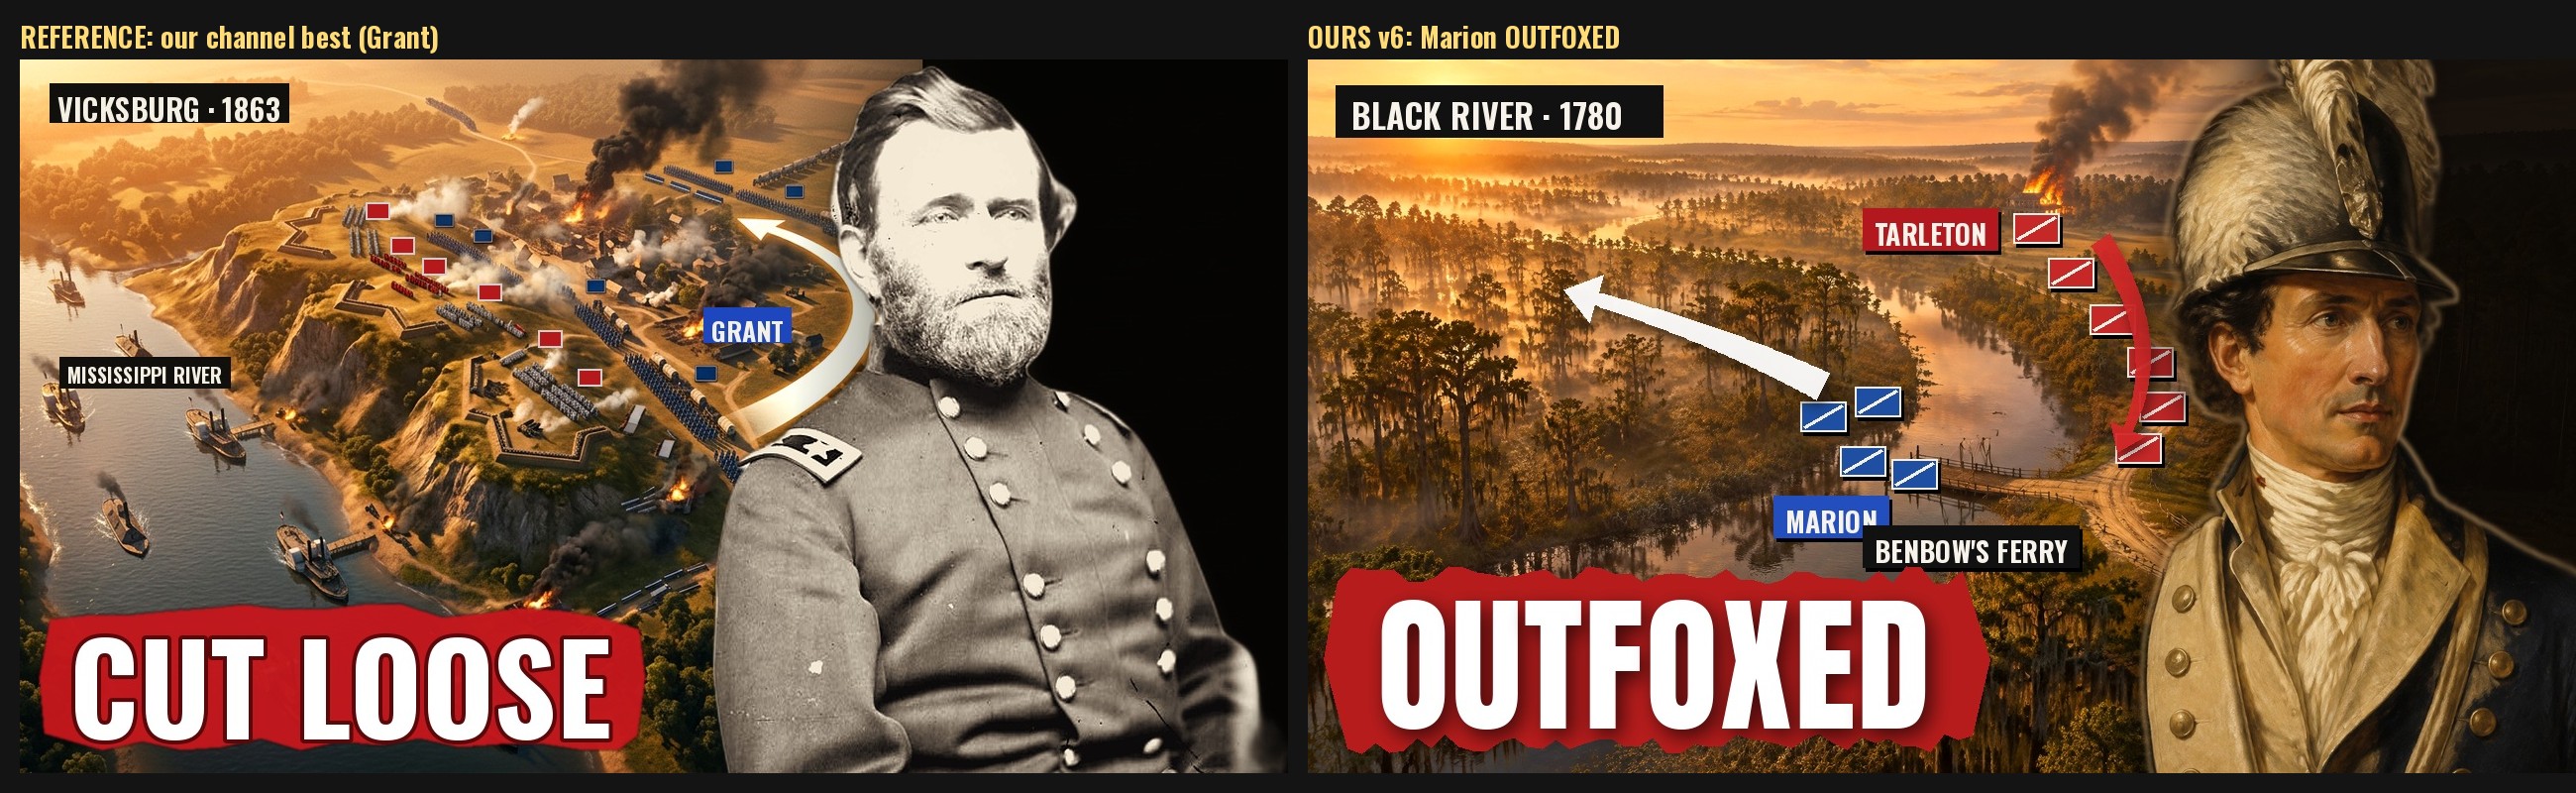 REFERENCE: our channel best (Grant)
VICKSBURG · 1863
GRANT
MISSISSIPPI RIVER
CUT LOOSE
OURS v6: Marion OUTFOXED
BLACK RIVER · 1780
TARLETON
MARION
BENBOW'S FERRY
OUTFOXED